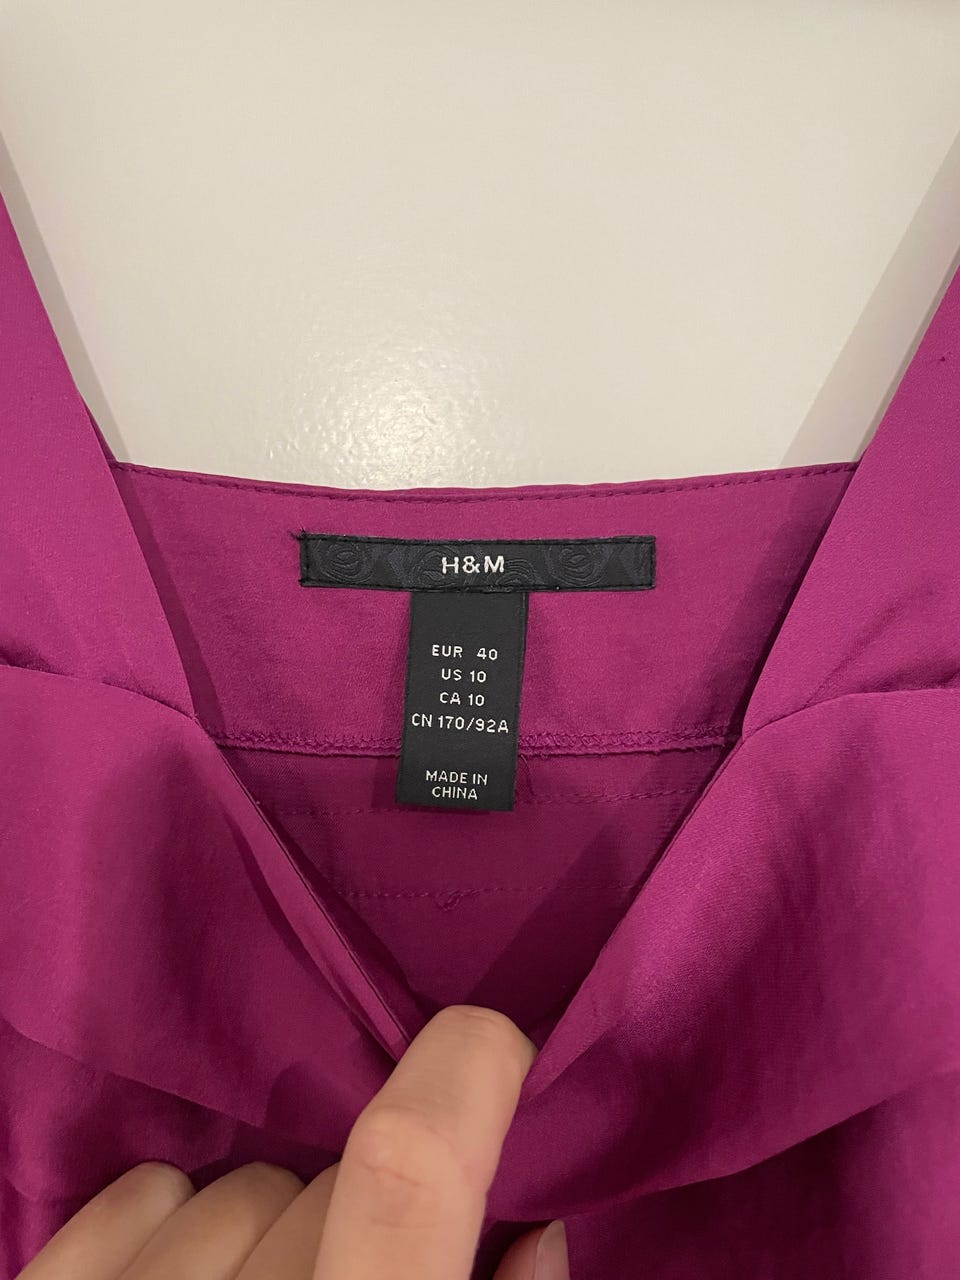 H&M
EUR 40
US 10
CA 10
CN 170/92A
MADE IN
CHINA